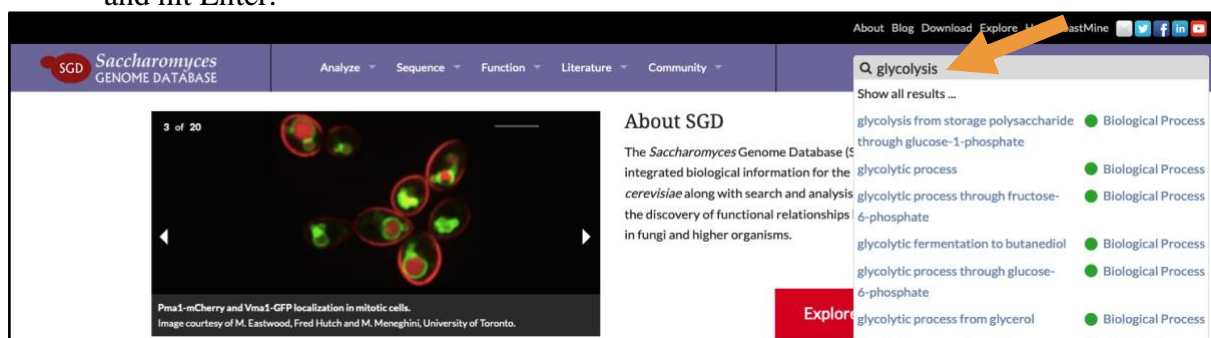 and hit Enter.
About Blog Download Explore
SGD Saccharomyces
GENOME DATABASE
Analyze Sequence Function Literature Community
glycolysis
Show all results ...
3 of 20
About SGD
The Saccharomyces Genome Database (S
integrated biological information for the
cerevisiae along with search and analysis
the discovery of functional relationships
in fungi and higher organisms.
glycolysis from storage polysaccharide Biological Process
through glucose-1-phosphate
glycolytic process Biological Process
glycolytic process through fructose- Biological Process
6-phosphate
glycolytic fermentation to butanediol Biological Process
glycolytic process through glucose- Biological Process
6-phosphate
glycolytic process from glycerol Biological Process
Pma1-mCherry and Vma1-GFP localization in mitotic cells.
Image courtesy of M. Eastwood, Fred Hutch and M. Meneghini, University of Toronto.
Explore